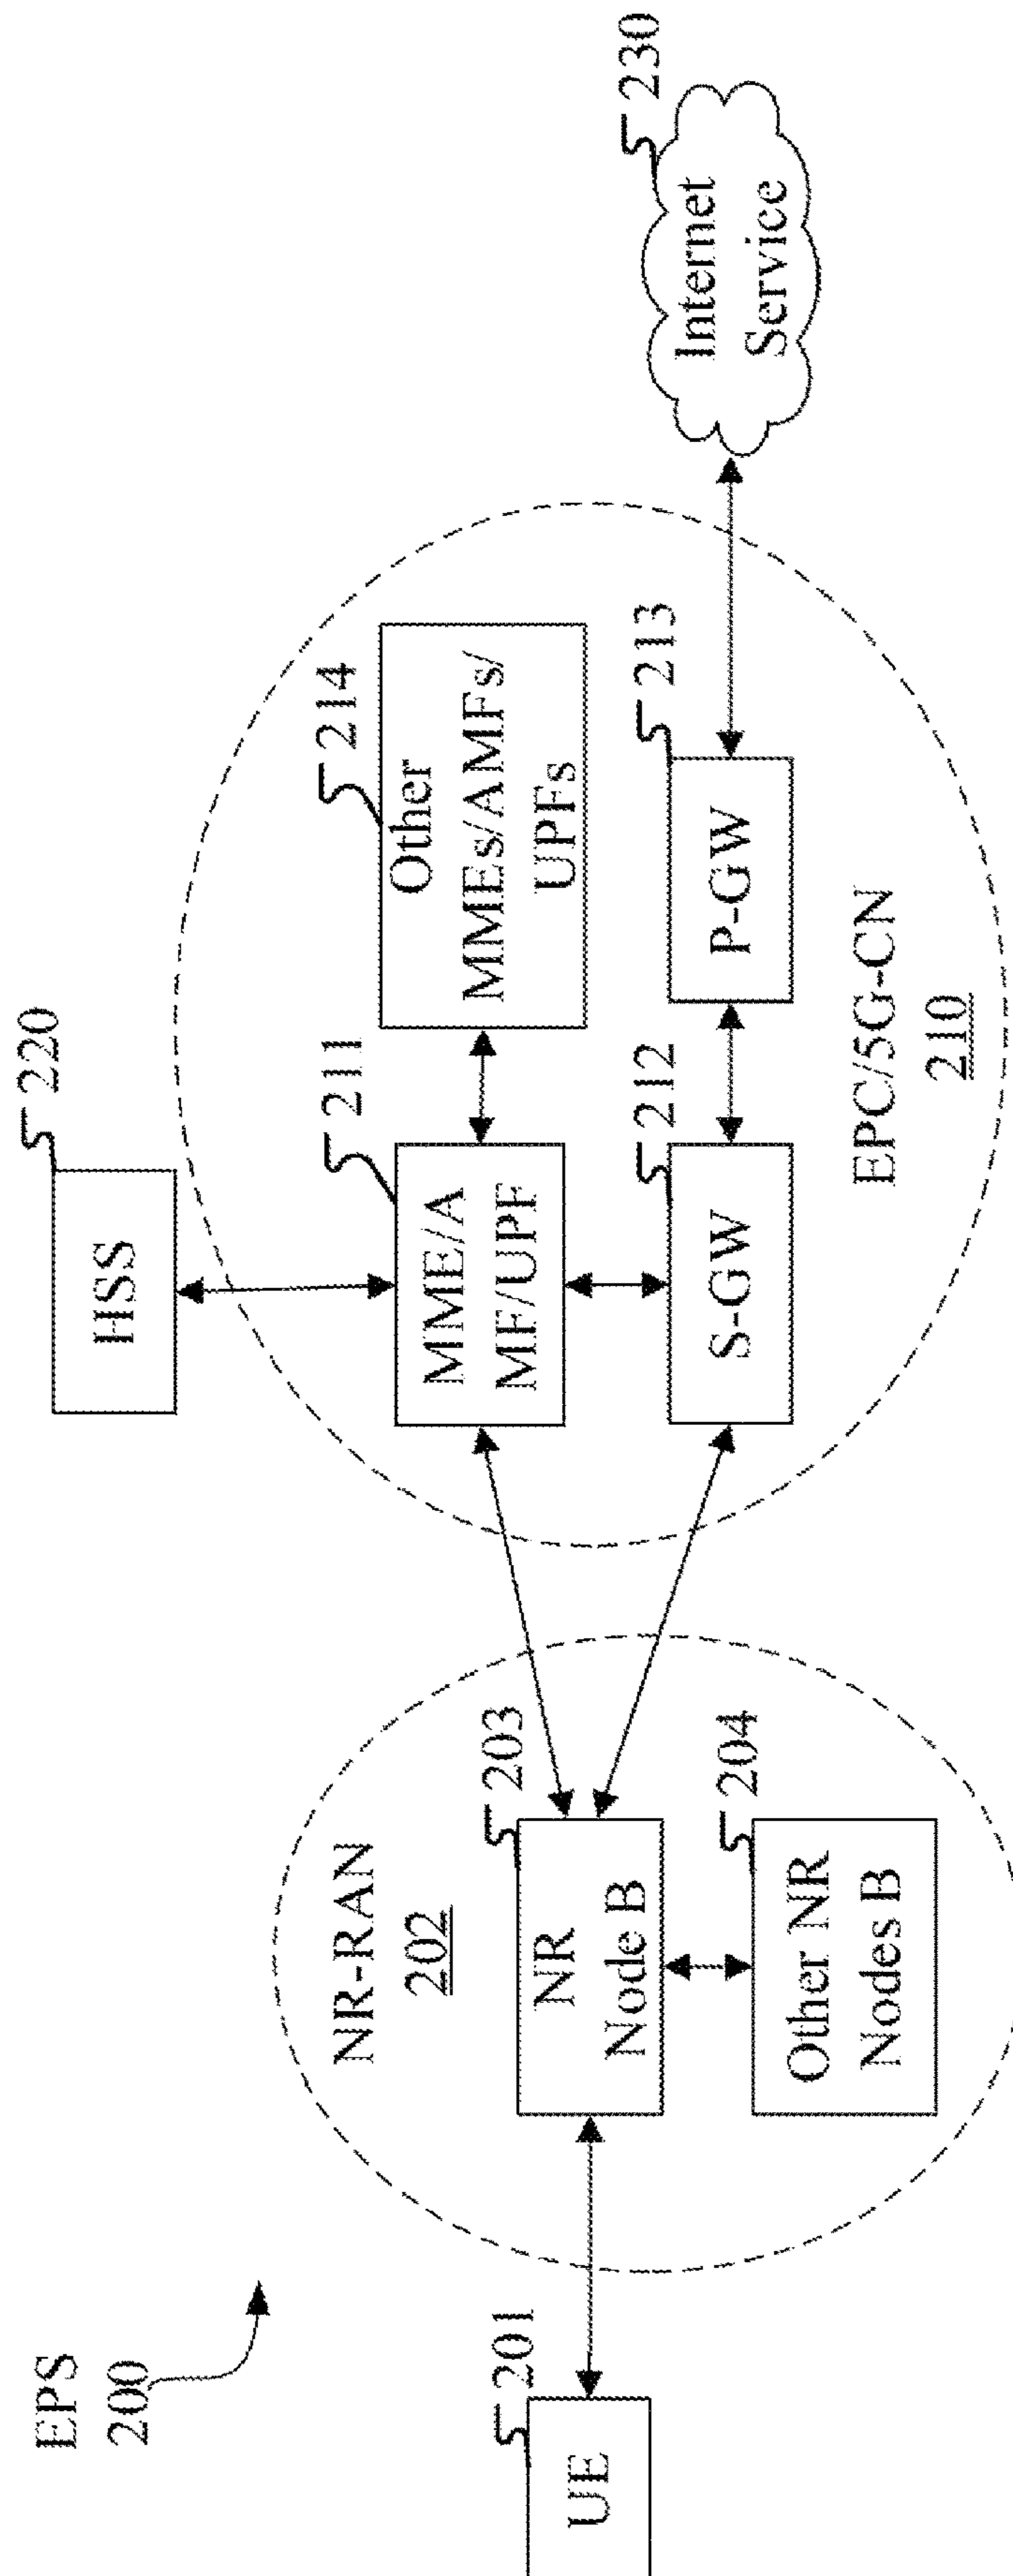 EPS
200
UE
201
NR-RAN
202
NR
Node B
203
Other NR
Nodes B
204
HSS
220
MME/A
MF/UPF
211
Other
MMEs/AMFs/
UPFs
214
S-GW
212
P-GW
213
EPC/5G-CN
210
Internet
Service
230